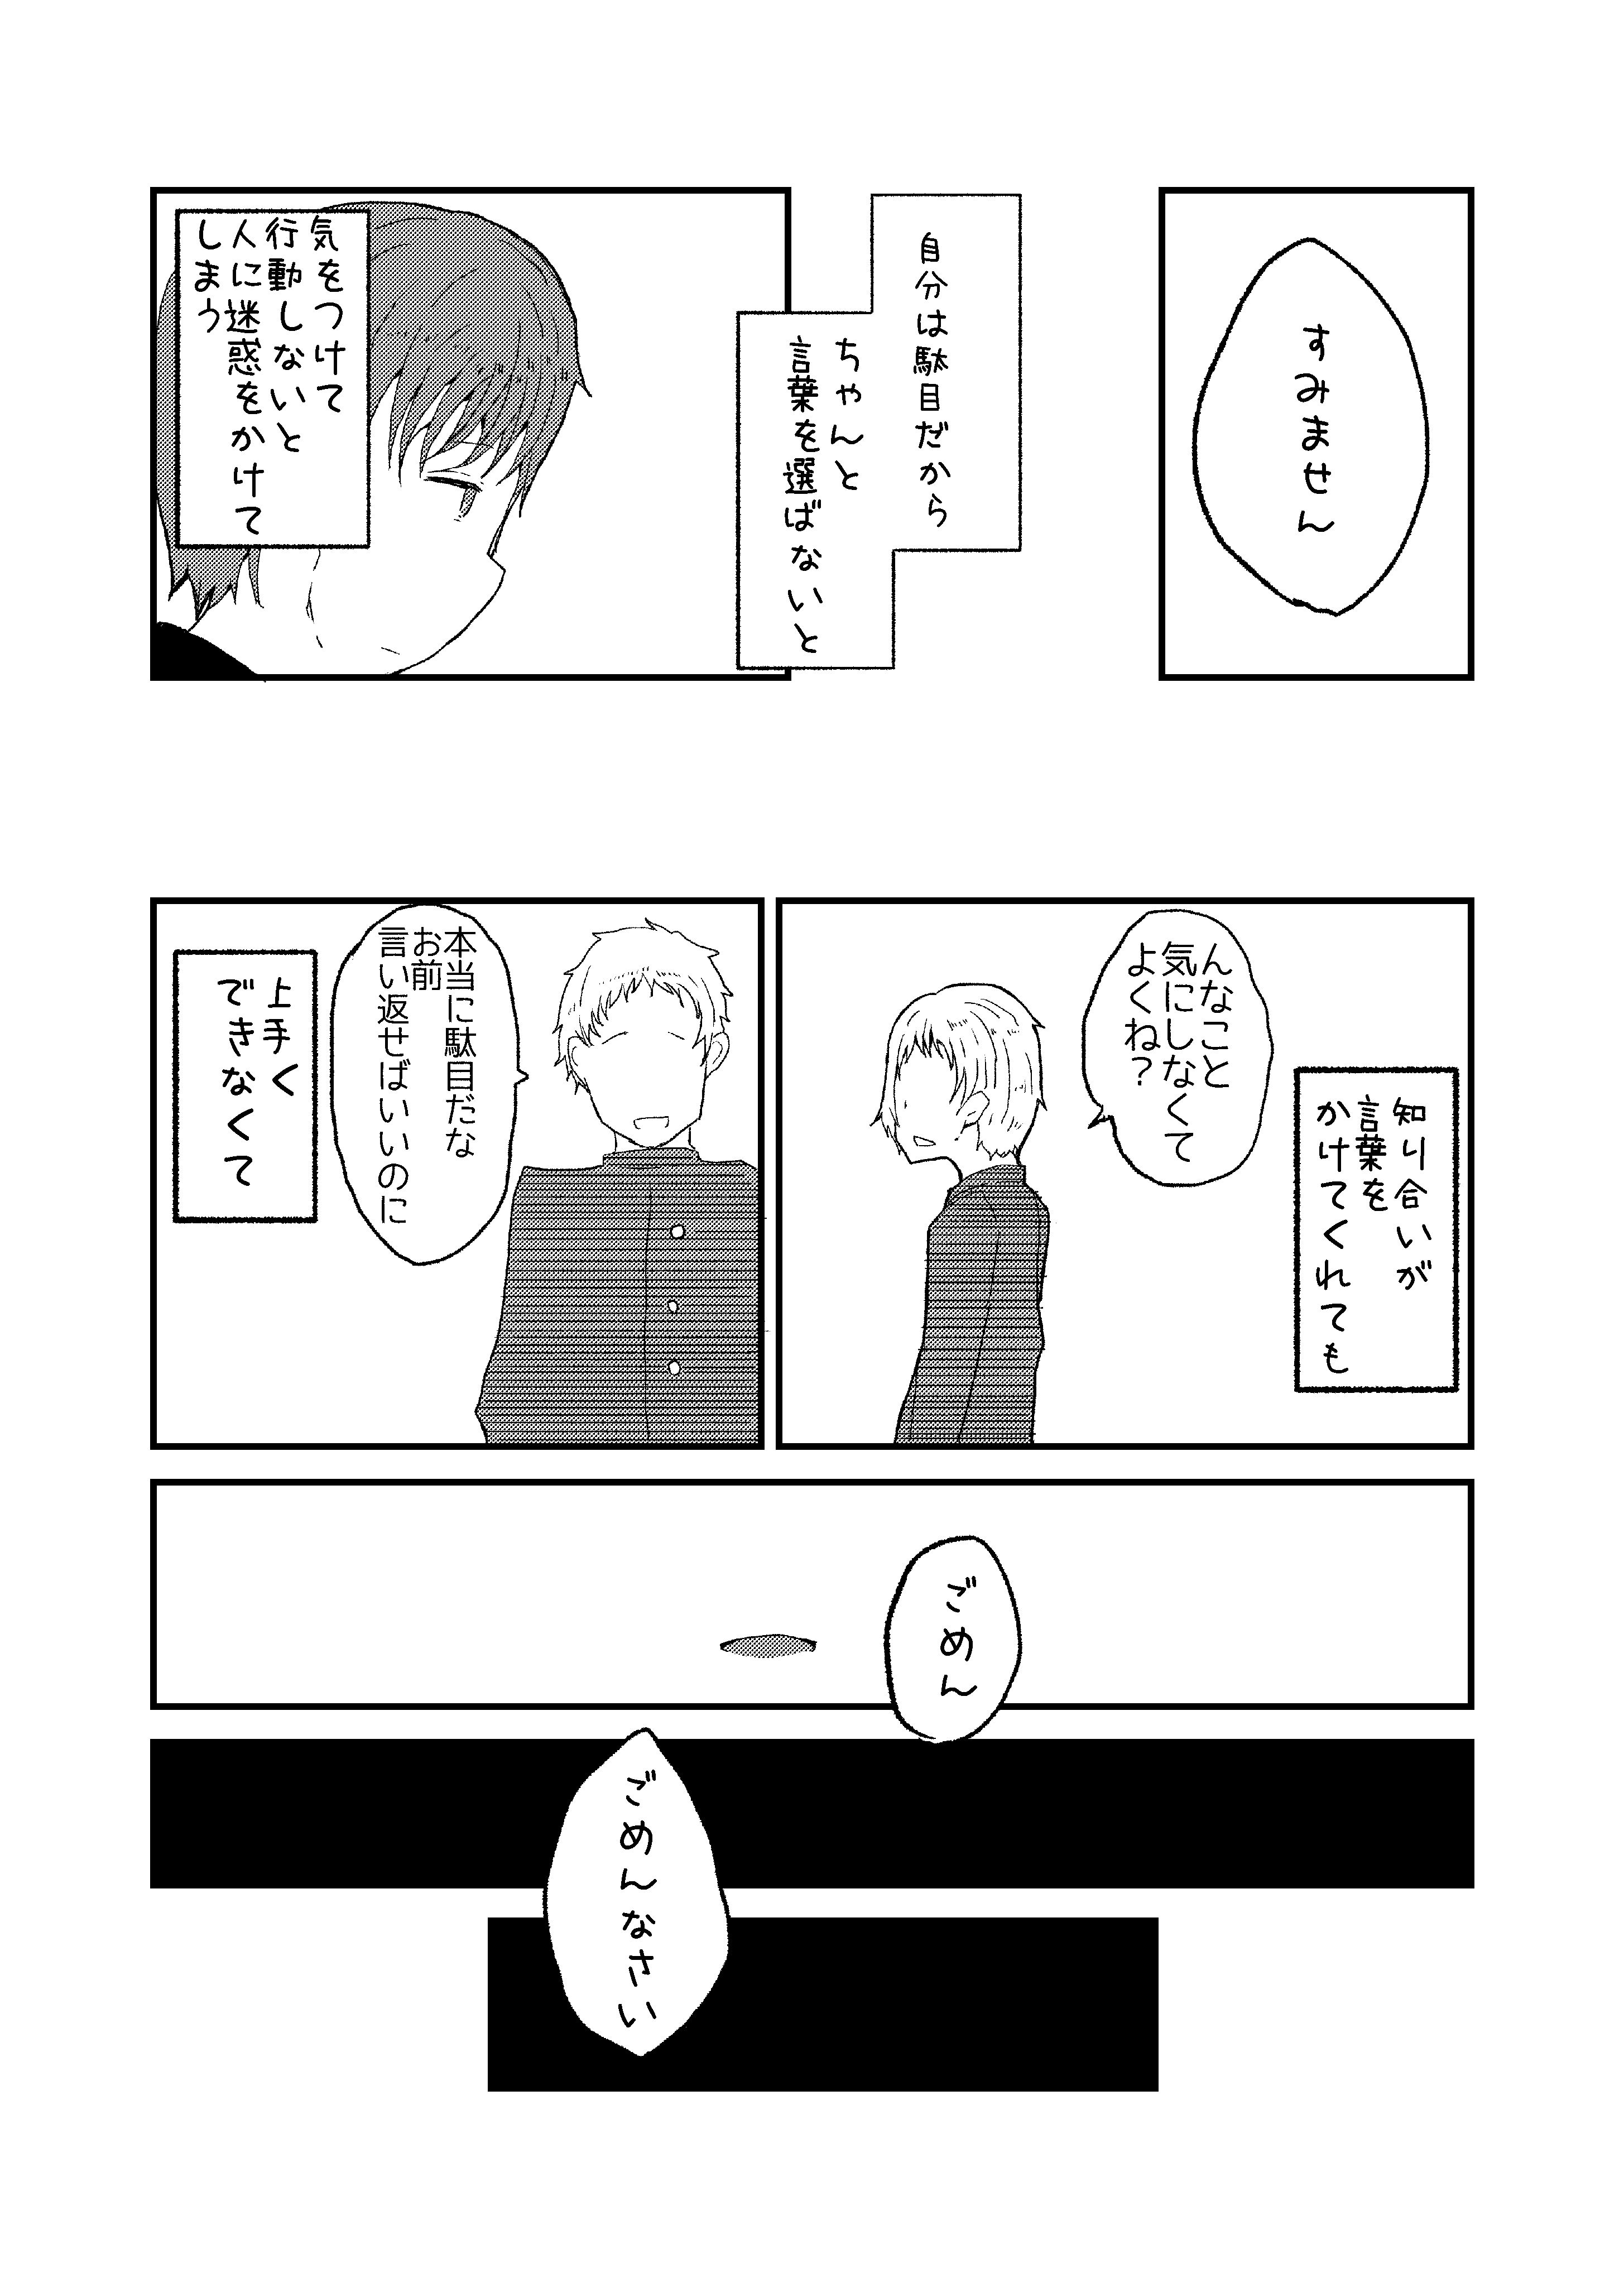 すみません
自分は駄目だから
ちゃんと
言葉を選ばないと
気をつけて
行動しないと
人に迷惑をかけて
しまう
知り合いが
言葉を
かけてくれても
んなこと
気にしなくて
よくね?
本当に駄目だな
お前
言い返せばいいのに
上手く
できなくて
ごめん
ごめんなさい